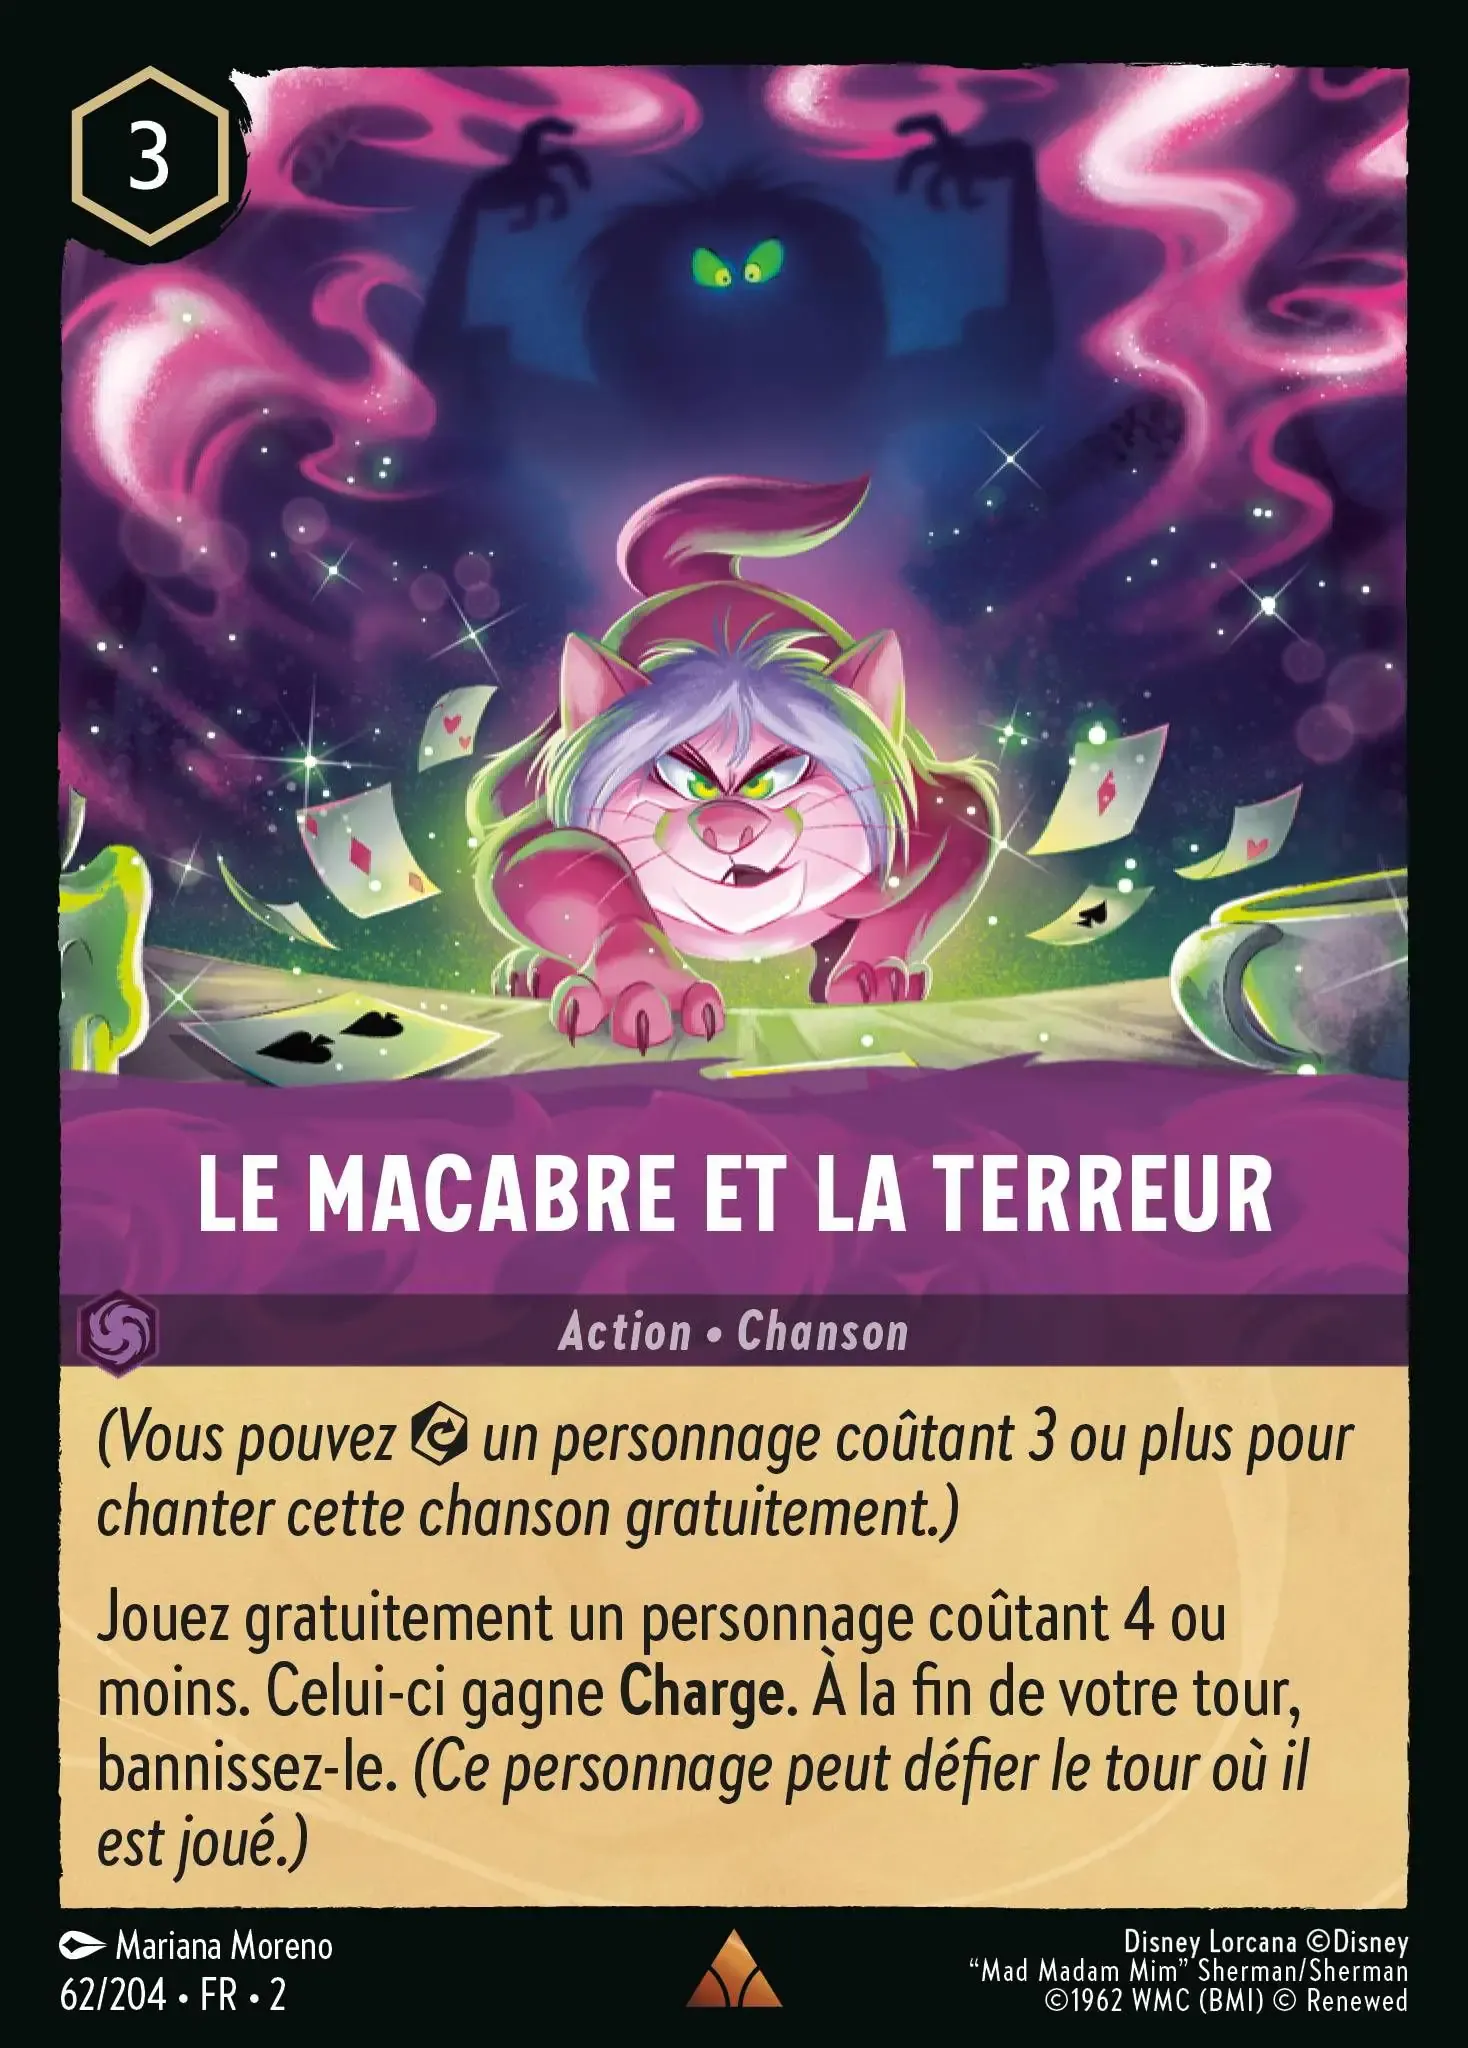 3
LE MACABRE ET LA TERREUR
Action • Chanson
(Vous pouvez un personnage coûtant 3 ou plus pour
chanter cette chanson gratuitement.)
Jouez gratuitement un personnage coûtant 4 ou
moins. Celui-ci gagne Charge. À la fin de votre tour,
bannissez-le. (Ce personnage peut défier le tour où il
est joué.)
Mariana Moreno
62/204 • FR • 2
Disney Lorcana ©Disney
“Mad Madam Mim” Sherman/Sherman
©1962 WMC (BMI) © Renewed